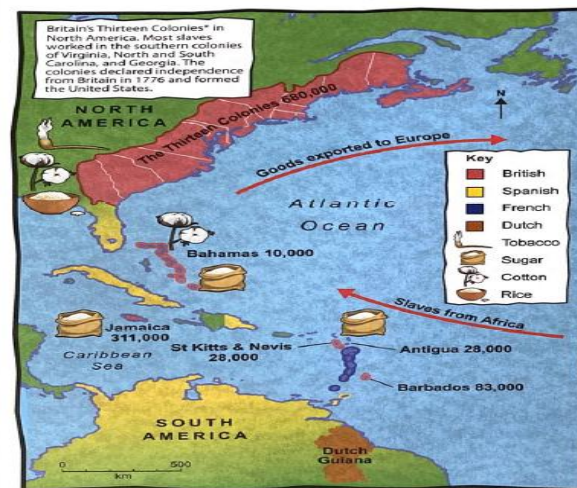 Britain's Thirteen Colonies* in
North America. Most slaves
worked in the southern colonies
of Virginia, North and South
Carolina, and Georgia. The
colonies declared independence
from Britain in 1776 and formed
the United States.
NORTH
AMERICA
The Thirteen Colonies 680,000
Goods exported to Europe
N
Atlantic
Ocean
Key
British
Spanish
French
Dutch
Tobacco
Sugar
Cotton
Rice
Bahamas 10,000
Slaves from Africa
Jamaica
311,000
Caribbean
Sea
St Kitts & Nevis
28,000
Antigua 28,000
Barbados 83,000
SOUTH
AMERICA
Dutch
Guiana
0 500
km